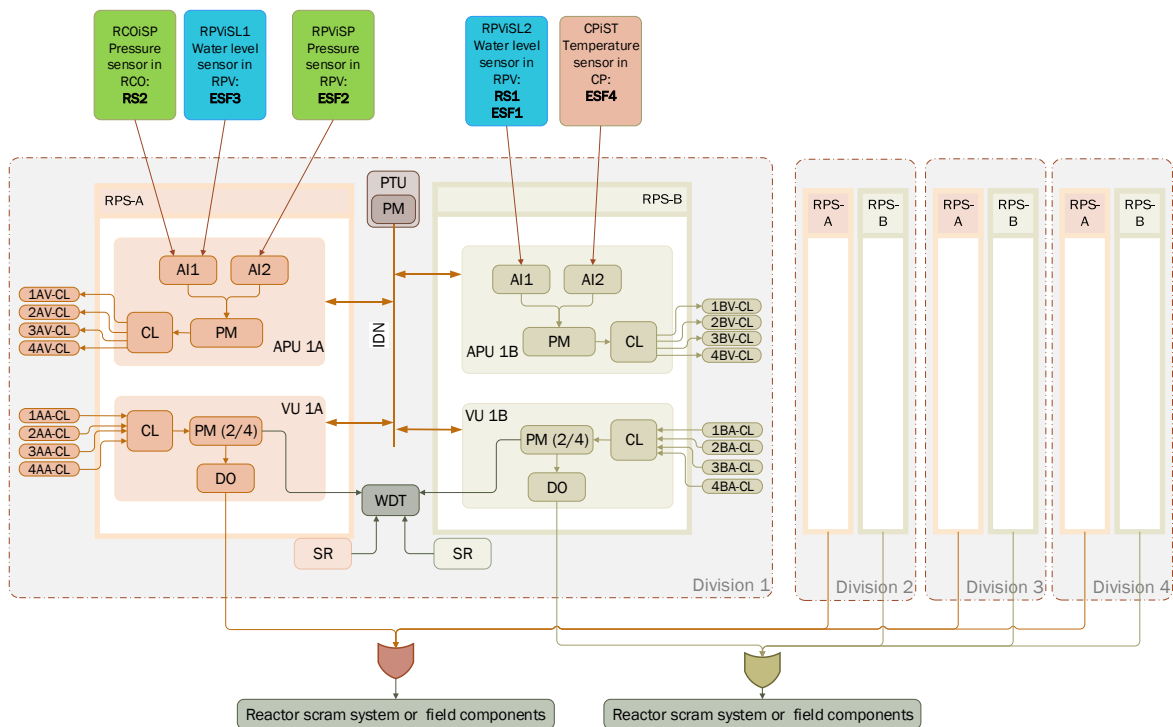 RCOiSP
Pressure
sensor in
RCO:
RS2
RPViSL1
Water level
sensor in
RPV:
ESF3
RPViSP
Pressure
sensor in
RPV:
ESF2
RPViSL2
Water level
sensor in
RPV:
RS1
ESF1
CPiST
Temperature
sensor in
CP:
ESF4
RPS-A
PTU
PM
RPS-B
AI1
AI2
CL
PM
APU 1A
1AV-CL
2AV-CL
3AV-CL
4AV-CL
IDN
AI1
AI2
PM
CL
APU 1B
1BV-CL
2BV-CL
3BV-CL
4BV-CL
1AA-CL
2AA-CL
3AA-CL
4AA-CL
VU 1A
CL
PM (2/4)
DO
WDT
SR
SR
VU 1B
PM (2/4)
CL
DO
1BA-CL
2BA-CL
3BA-CL
4BA-CL
Division 1
RPS-
A
RPS-
B
Division 2
RPS-
A
RPS-
B
Division 3
RPS-
A
RPS-
B
Division 4
Reactor scram system or field components
Reactor scram system or field components